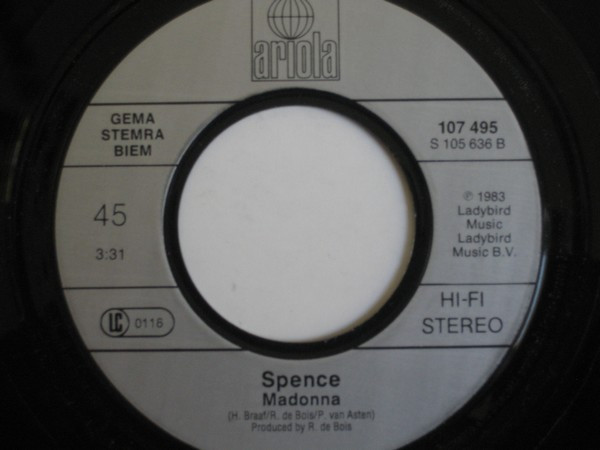 ariola
GEMA
STEMRA
BIEM
107 495
S 105 636 B
45
3:31
℗ 1983
Ladybird
Music
Ladybird
Music B.V.
LC 0116
HI-FI
STEREO
Spence
Madonna
(H. Braaf/R. de Bois/P. van Asten)
Produced by R. de Bois